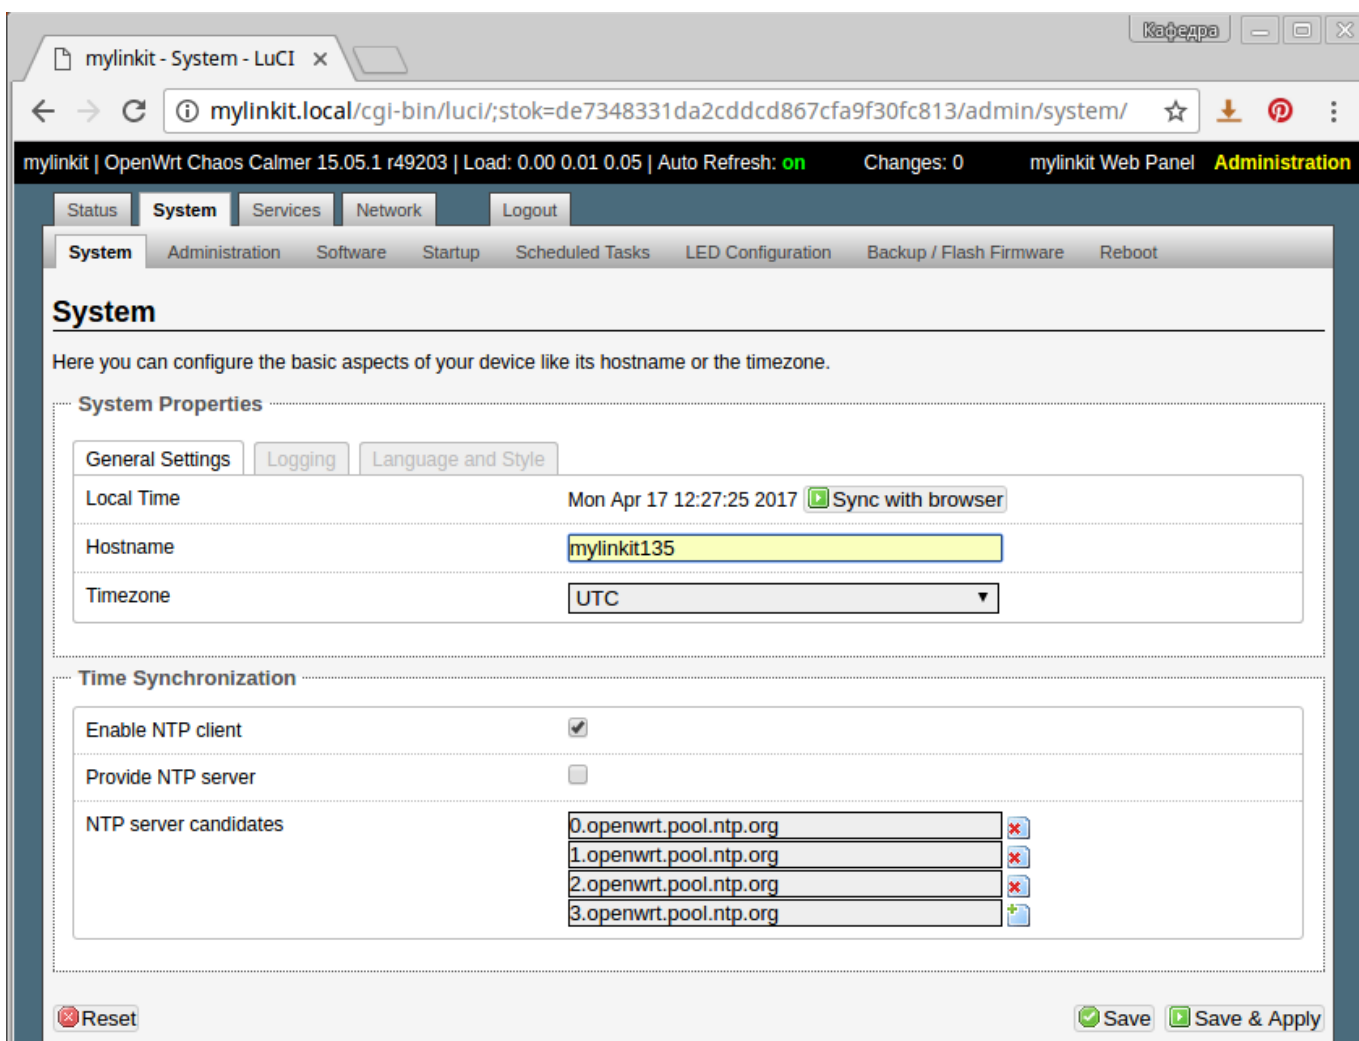 Кафедра
mylinkit - System - LuCI
mylinkit.local/cgi-bin/luci/;stok=de7348331da2cddcd867cfa9f30fc813/admin/system/
mylinkit | OpenWrt Chaos Calmer 15.05.1 r49203 | Load: 0.00 0.01 0.05 | Auto Refresh: on Changes: 0 mylinkit Web Panel Administration
Status System Services Network Logout
System Administration Software Startup Scheduled Tasks LED Configuration Backup / Flash Firmware Reboot
System
Here you can configure the basic aspects of your device like its hostname or the timezone.
System Properties
General Settings Logging Language and Style
Local Time Mon Apr 17 12:27:25 2017 Sync with browser
Hostname mylinkit135
Timezone UTC
Time Synchronization
Enable NTP client
Provide NTP server
NTP server candidates 0.openwrt.pool.ntp.org
1.openwrt.pool.ntp.org
2.openwrt.pool.ntp.org
3.openwrt.pool.ntp.org
Reset Save Save & Apply